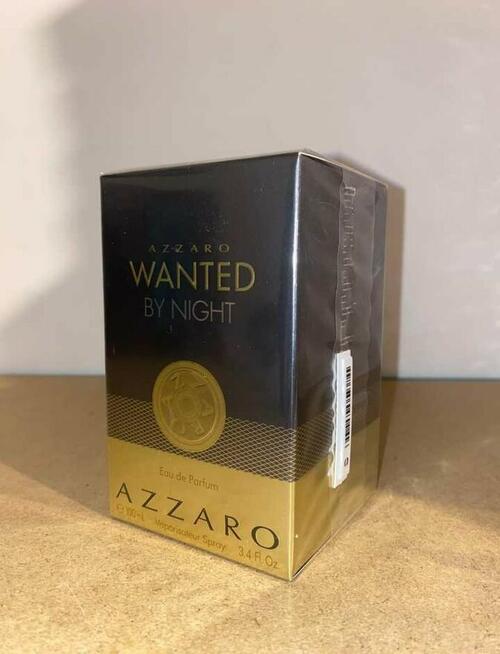 AZZARO
WANTED
BY NIGHT
Eau de Parfum
AZZARO
℮ 100 mL Vaporisateur Spray 3.4 Fl. Oz.